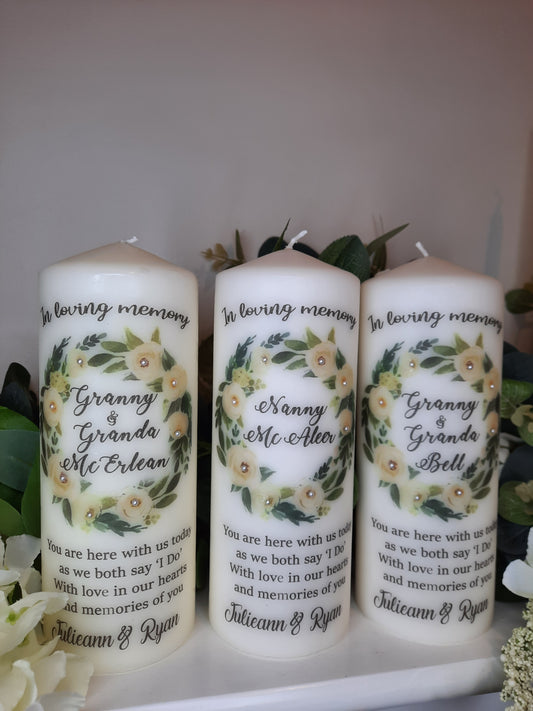 In loving memory
Granny
&
Granda
McErlean
You are here with us today
as we both say 'I Do'
With love in our hearts
and memories of you
Julieann & Ryan
In loving memory
Nanny
Mc Aleer
You are here with us today
as we both say 'I Do'
With love in our hearts
and memories of you
Julieann & Ryan
In loving memory
Granny
&
Granda
Bell
You are here with us today
as we both say 'I Do'
With love in our hearts
and memories of you
Julieann & Ryan